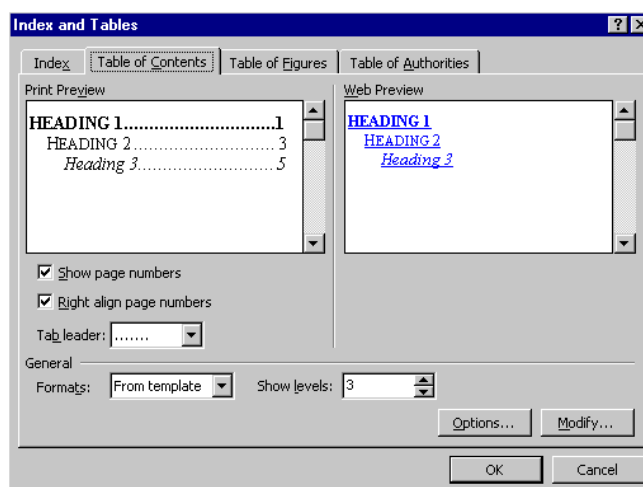 Index and Tables
Index
Table of Contents
Table of Figures
Table of Authorities
Print Preview
Web Preview
HEADING 1..............................1
HEADING 2.......................... 3
Heading 3............................ 5
HEADING 1
HEADING 2
Heading 3
Show page numbers
Right align page numbers
Tab leader: .......
General
Formats: From template Show levels: 3
Options... Modify...
OK Cancel